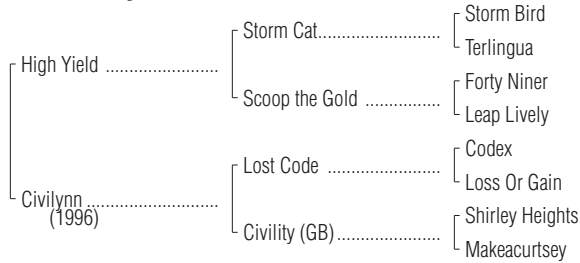 Storm Bird
Storm Cat....................
Terlingua
High Yield ........................
Forty Niner
Scoop the Gold ................
Leap Lively
Codex
Lost Code .....................
Loss Or Gain
Civilynn............................
(1996)
Shirley Heights
Civility (GB)................
Makeacurtsey